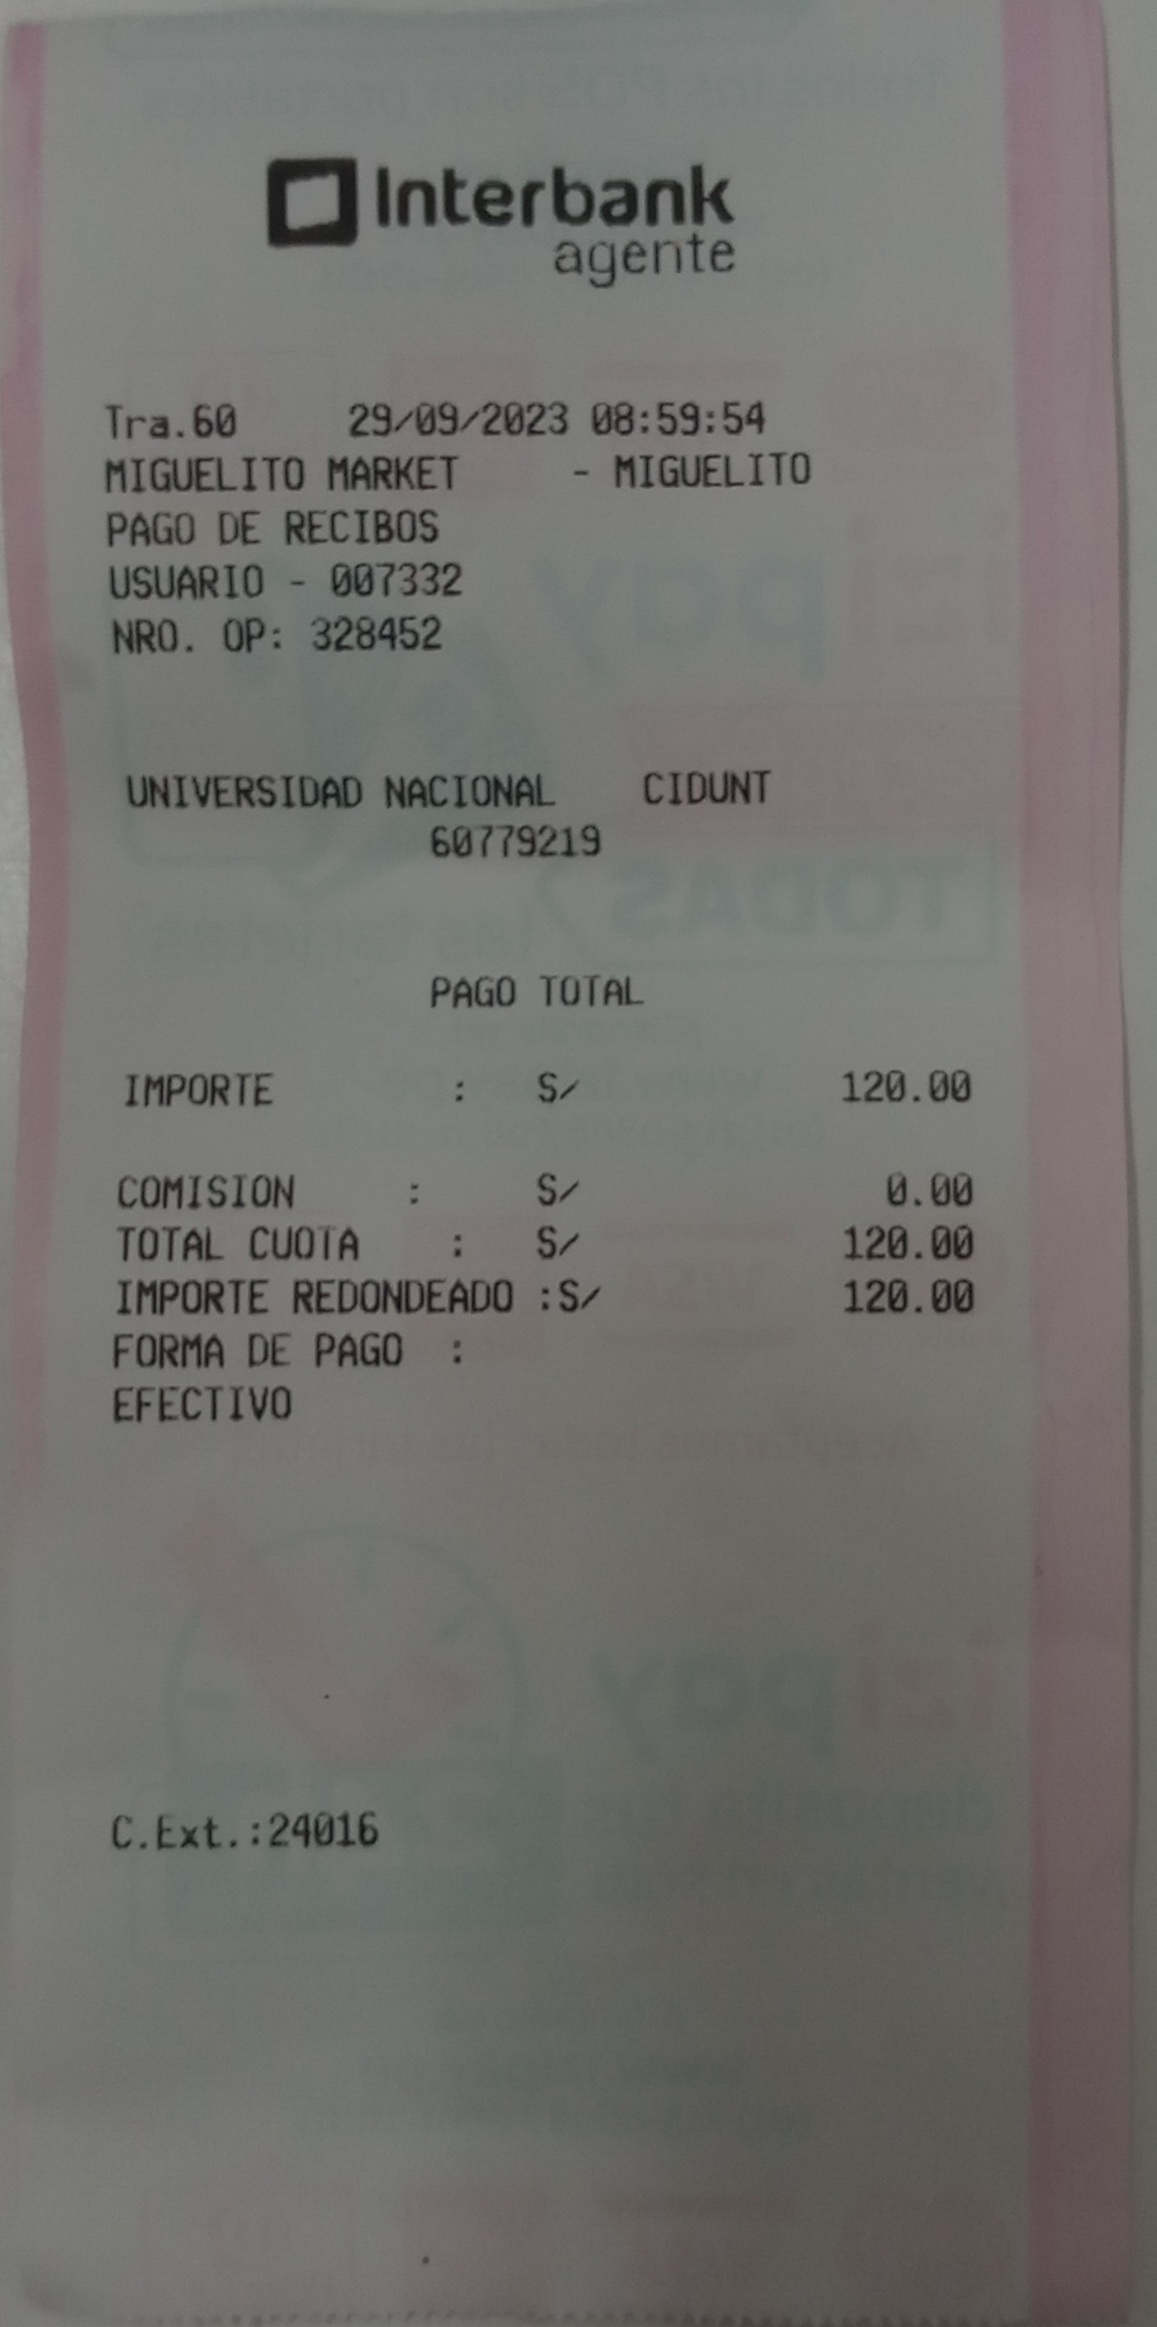 Interbank
agente
Tra.60 29/09/2023 08:59:54
MIGUELITO MARKET - MIGUELITO
PAGO DE RECIBOS
USUARIO - 007332
NRO. OP: 328452
UNIVERSIDAD NACIONAL CIDUNT
60779219
PAGO TOTAL
IMPORTE : S/ 120.00
COMISION : S/ 0.00
TOTAL CUOTA : S/ 120.00
IMPORTE REDONDEADO :S/ 120.00
FORMA DE PAGO :
EFECTIVO
C.Ext.:24016